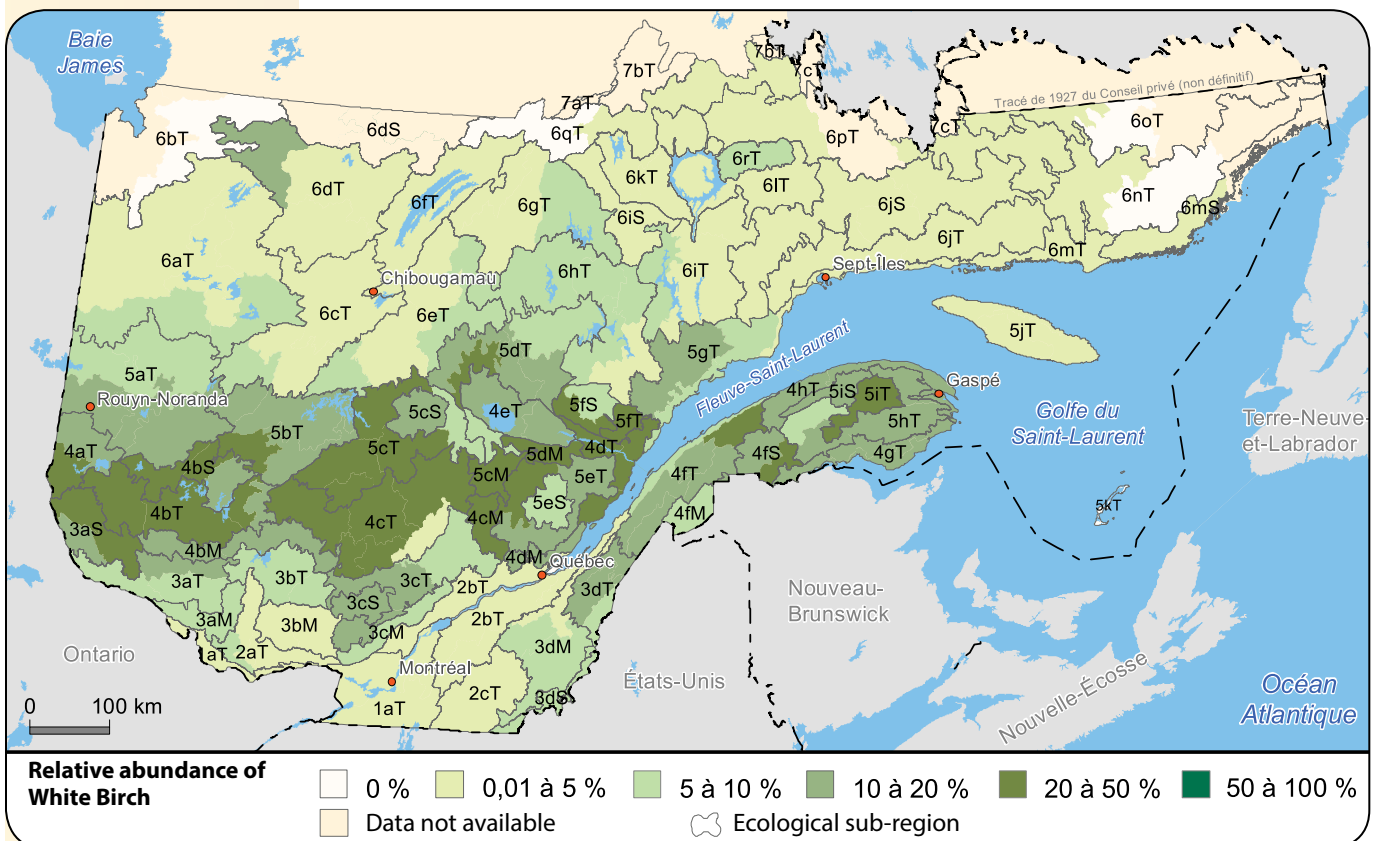 Baie
James
7bT
7bT
7cT
7aT
Tracé de 1927 du Conseil privé (non définitif)
6bT
6dS
6qT
6pT
7cT
6oT
6dT
6fT
6gT
6kT
6rT
6lT
6iS
6jS
6nT
6mS
6aT
6hT
6iT
6jT
6mT
Sept-Îles
Chibougamau
6cT
6eT
5jT
5aT
5dT
5gT
Fleuve-Saint-Laurent
Rouyn-Noranda
5cS
4eT
5fS
5fT
4hT
5iS
5iT
Gaspé
5hT
Golfe du
Saint-Laurent
Terre-Neuve-
et-Labrador
4aT
5bT
5cT
4bS
5dM
4dT
4fS
4gT
5cM
5eT
5eS
4fT
5kT
3aS
4bT
4cT
4cM
4fM
4bM
4dM
Québec
3aT
3bT
3cT
3cS
2bT
3dT
Nouveau-
Brunswick
3aM
3bM
3cM
2bT
3dM
1aT
2aT
Ontario
Montréal
États-Unis
Nouvelle-Écosse
Océan
Atlantique
2cT
3dS
1aT
0 100 km
Relative abundance of
White Birch
0 % 0,01 à 5 % 5 à 10 % 10 à 20 % 20 à 50 % 50 à 100 %
Data not available Ecological sub-region